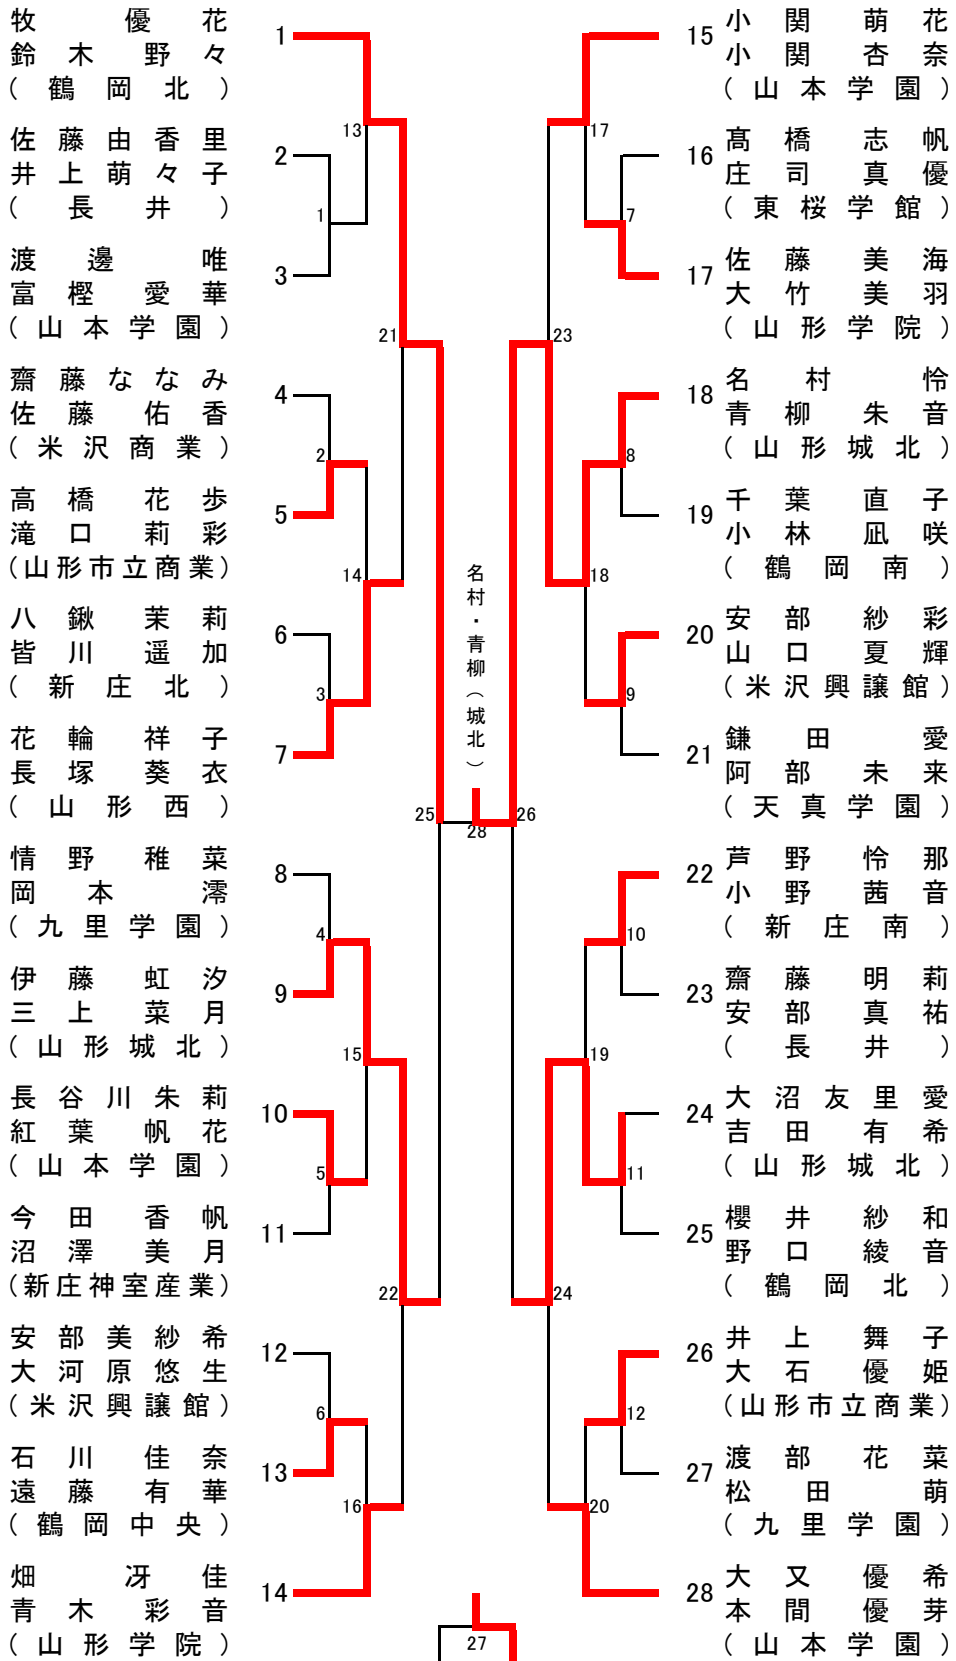 牧優花
鈴木野々
(鶴岡北)
1
佐藤由香里
井上萌々子
(長井)
2
渡邊唯
富樫愛華
(山本学園)
3
齋藤ななみ
佐藤佑香
(米沢商業)
4
高橋花歩
滝口莉彩
(山形市立商業)
5
八鍬茉莉
皆川遥加
(新庄北)
6
花輪祥子
長塚葵衣
(山形西)
7
情野稚菜
岡本澪
(九里学園)
8
伊藤虹汐
三上菜月
(山形城北)
9
長谷川朱莉
紅葉帆花
(山本学園)
10
今田香帆
沼澤美月
(新庄神室産業)
11
安部美紗希
大河原悠生
(米沢興譲館)
12
石川佳奈
遠藤有華
(鶴岡中央)
13
畑冴佳
青木彩音
(山形学院)
14
1
2
3
4
5
6
13
14
15
16
21
22
25
名村・青柳(城北)
28
27
26
23
24
17
18
19
20
7
8
9
10
11
12
15
小関萌花
小関杏奈
(山本学園)
16
髙橋志帆
庄司真優
(東桜学館)
17
佐藤美海
大竹美羽
(山形学院)
18
名村怜
青柳朱音
(山形城北)
19
千葉直子
小林凪咲
(鶴岡南)
20
安部紗彩
山口夏輝
(米沢興譲館)
21
鎌田愛
阿部未来
(天真学園)
22
芦野怜那
小野茜音
(新庄南)
23
齋藤明莉
安部真祐
(長井)
24
大沼友里愛
吉田有希
(山形城北)
25
櫻井紗和
野口綾音
(鶴岡北)
26
井上舞子
大石優姫
(山形市立商業)
27
渡部花菜
松田萌
(九里学園)
28
大又優希
本間優芽
(山本学園)